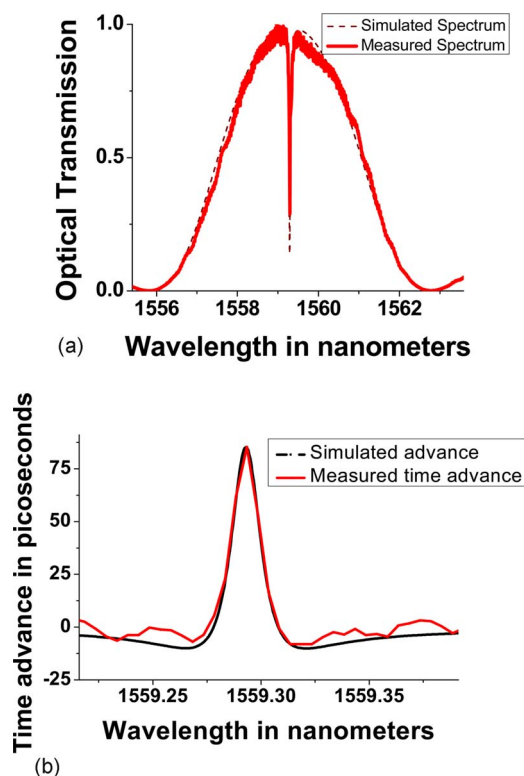 1.0
0.5
0.0
Optical Transmission
Simulated Spectrum
Measured Spectrum
1556 1558 1560 1562
(a)
Wavelength in nanometers
75
50
25
0
-25
Time advance in picoseconds
Simulated advance
Measured time advance
1559.25 1559.30 1559.35
Wavelength in nanometers
(b)